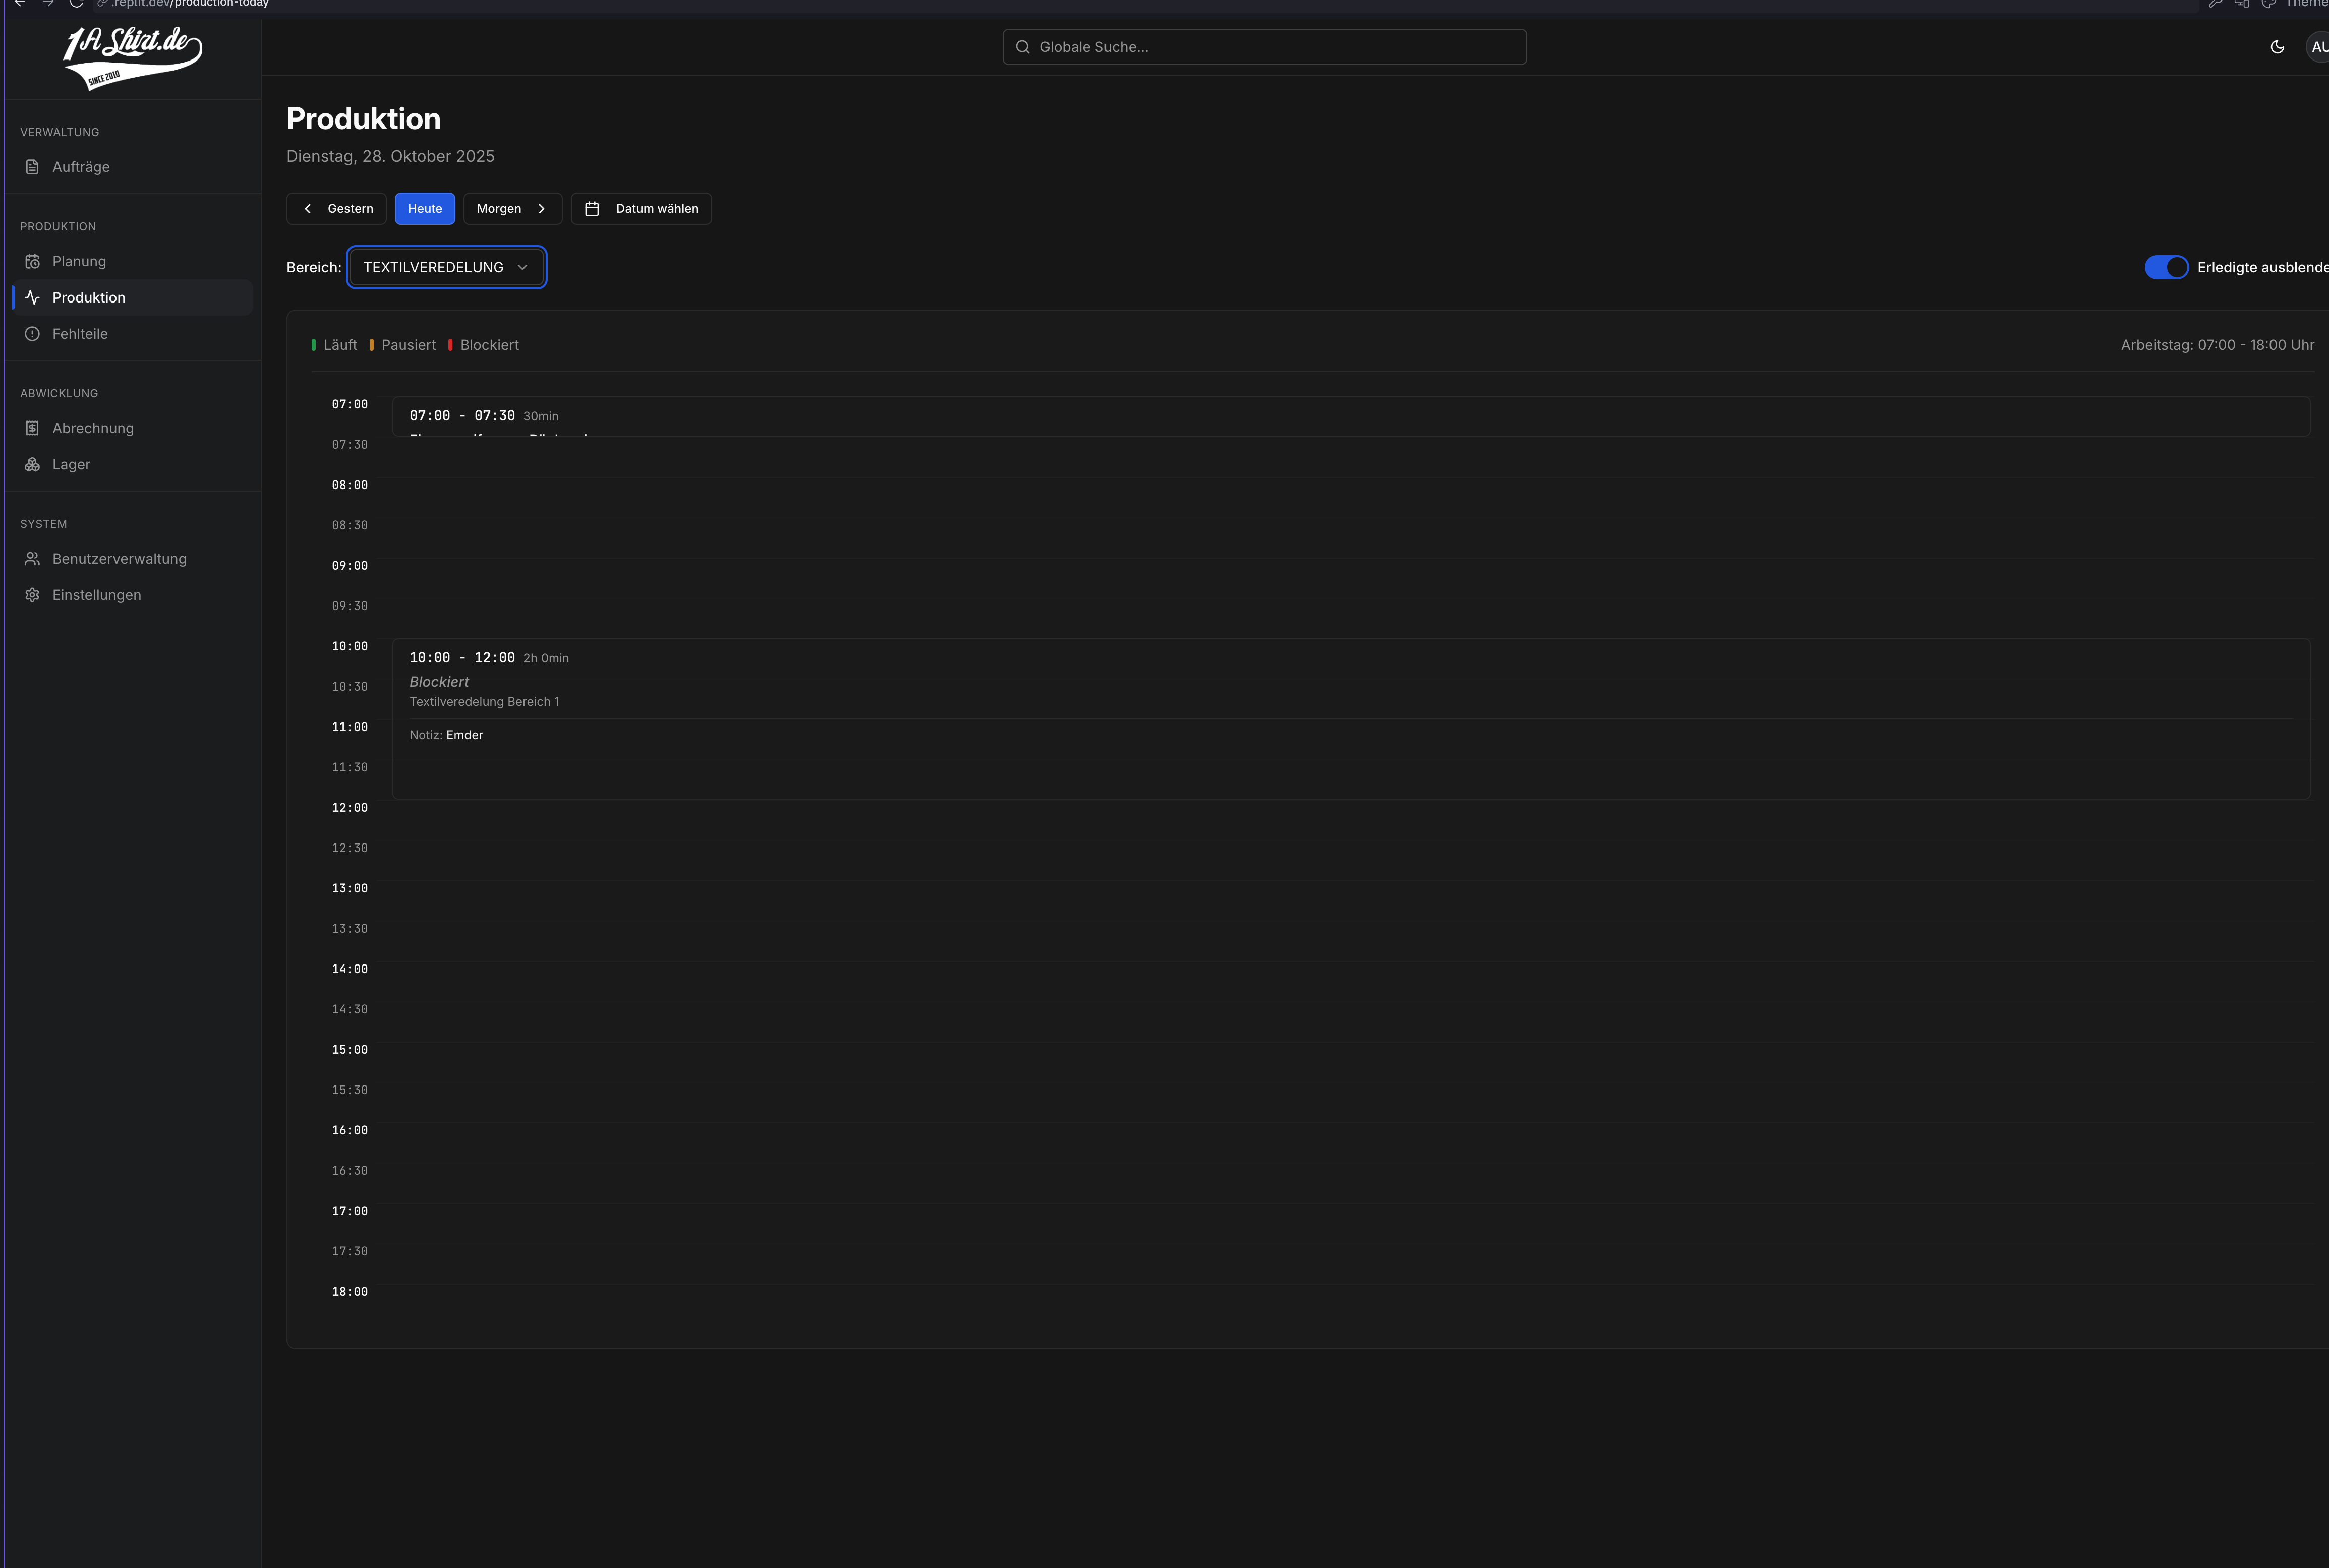 .replit.dev/production-today
1A Shirt.de
SINCE 2010
Globale Suche...
VERWALTUNG
Aufträge
PRODUKTION
Planung
Produktion
Fehlteile
ABWICKLUNG
Abrechnung
Lager
SYSTEM
Benutzerverwaltung
Einstellungen
Produktion
Dienstag, 28. Oktober 2025
Gestern Heute Morgen Datum wählen
Bereich: TEXTILVEREDELUNG
Erledigte ausblende
Läuft Pausiert Blockiert
Arbeitstag: 07:00 - 18:00 Uhr
07:00
07:00 - 07:30 30min
07:30
08:00
08:30
09:00
09:30
10:00
10:00 - 12:00 2h 0min
Blockiert
10:30
Textilveredelung Bereich 1
11:00
Notiz: Emder
11:30
12:00
12:30
13:00
13:30
14:00
14:30
15:00
15:30
16:00
16:30
17:00
17:30
18:00